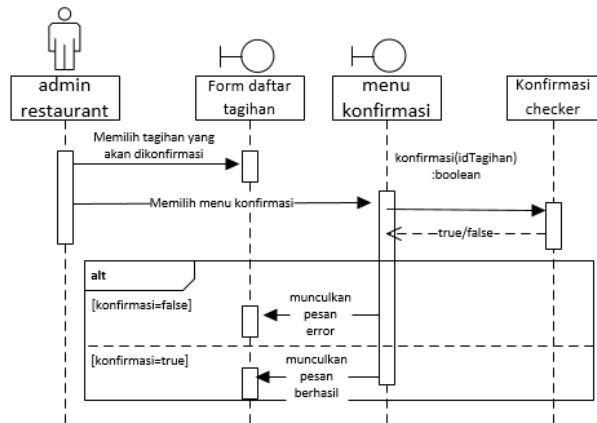 admin
restaurant
Form daftar
tagihan
menu
konfirmasi
Konfirmasi
checker
Memilih tagihan yang
akan dikonfirmasi
konfirmasi(idTagihan)
:boolean
Memilih menu konfirmasi
true/false
alt
[konfirmasi=false]
munculkan
pesan
error
[konfirmasi=true]
munculkan
pesan
berhasil